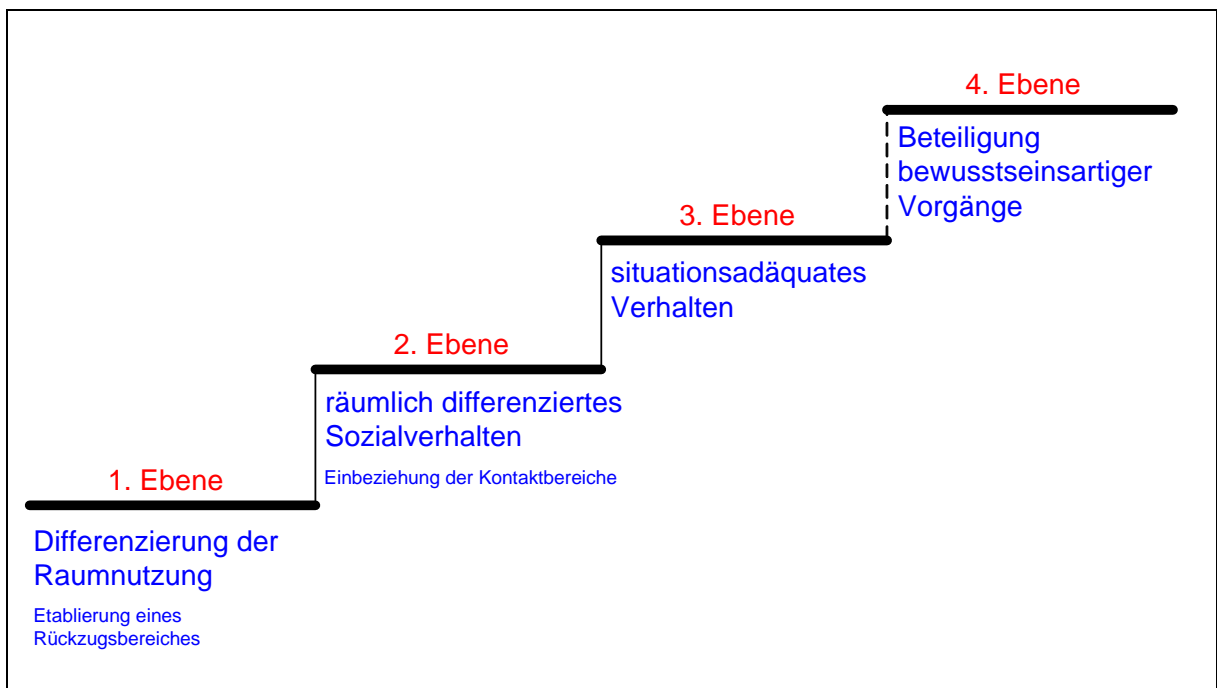 1. Ebene
Differenzierung der
Raumnutzung
Etablierung eines
Rückzugsbereiches
2. Ebene
räumlich differenziertes
Sozialverhalten
Einbeziehung der Kontaktbereiche
3. Ebene
situationsadäquates
Verhalten
4. Ebene
Beteiligung
bewusstseinsartiger
Vorgänge